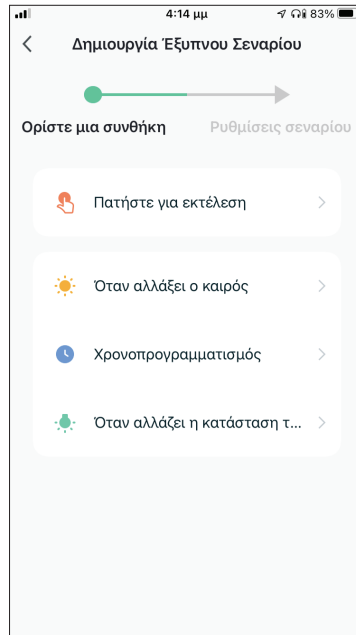 4:14 μμ 83%
Δημιουργία Έξυπνου Σεναρίου
Ορίστε μια συνθήκη Ρυθμίσεις σεναρίου
Πατήστε για εκτέλεση
Όταν αλλάξει ο καιρός
Χρονοπρογραμματισμός
Όταν αλλάζει η κατάσταση τ...